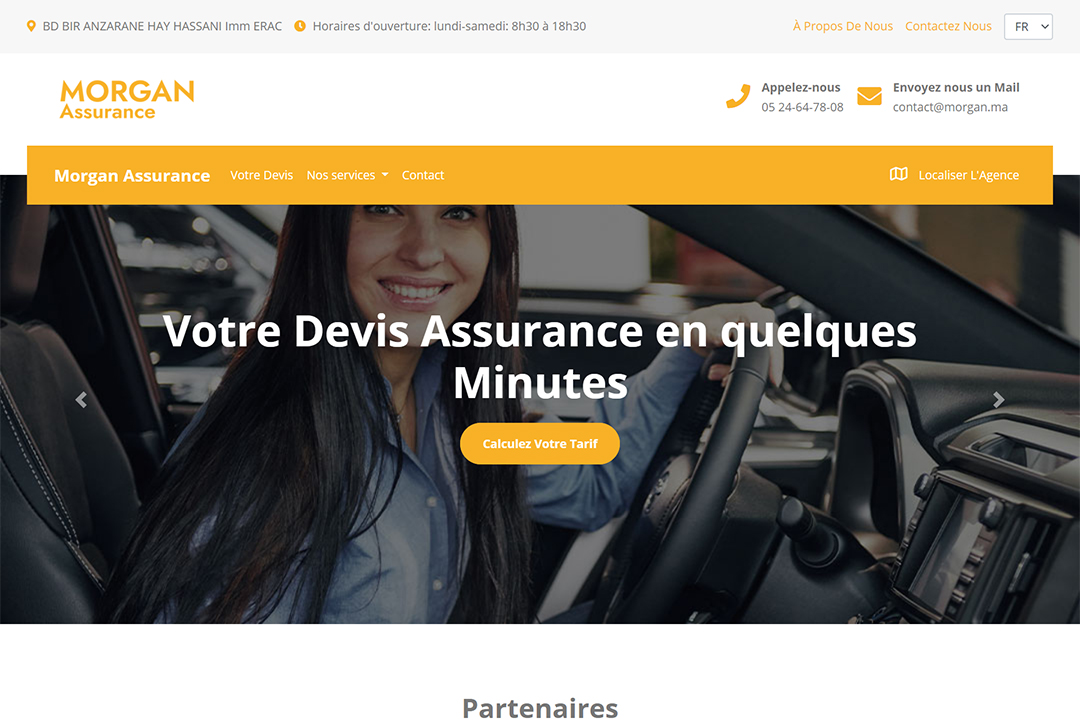 BD BIR ANZARANE HAY HASSANI Imm ERAC Horaires d'ouverture: lundi-samedi: 8h30 à 18h30 À Propos De Nous Contactez Nous FR
MORGAN
Assurance
Appelez-nous
05 24-64-78-08
Envoyez nous un Mail
contact@morgan.ma
Morgan Assurance Votre Devis Nos services Contact Localiser L'Agence
Votre Devis Assurance en quelques
Minutes
Calculez Votre Tarif
Partenaires